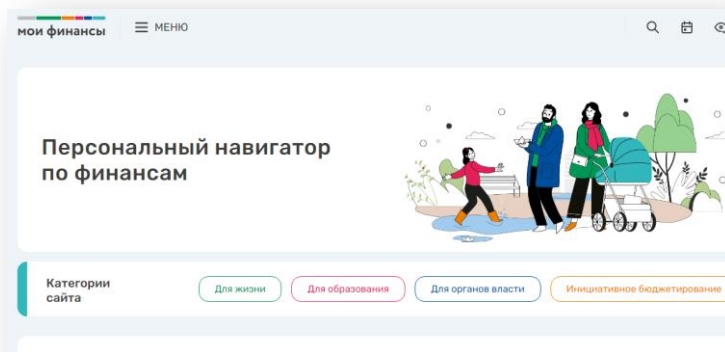 мои финансы
МЕНЮ
Персональный навигатор
по финансам
Категории
сайта
Для жизни
Для образования
Для органов власти
Инициативное бюджетирование